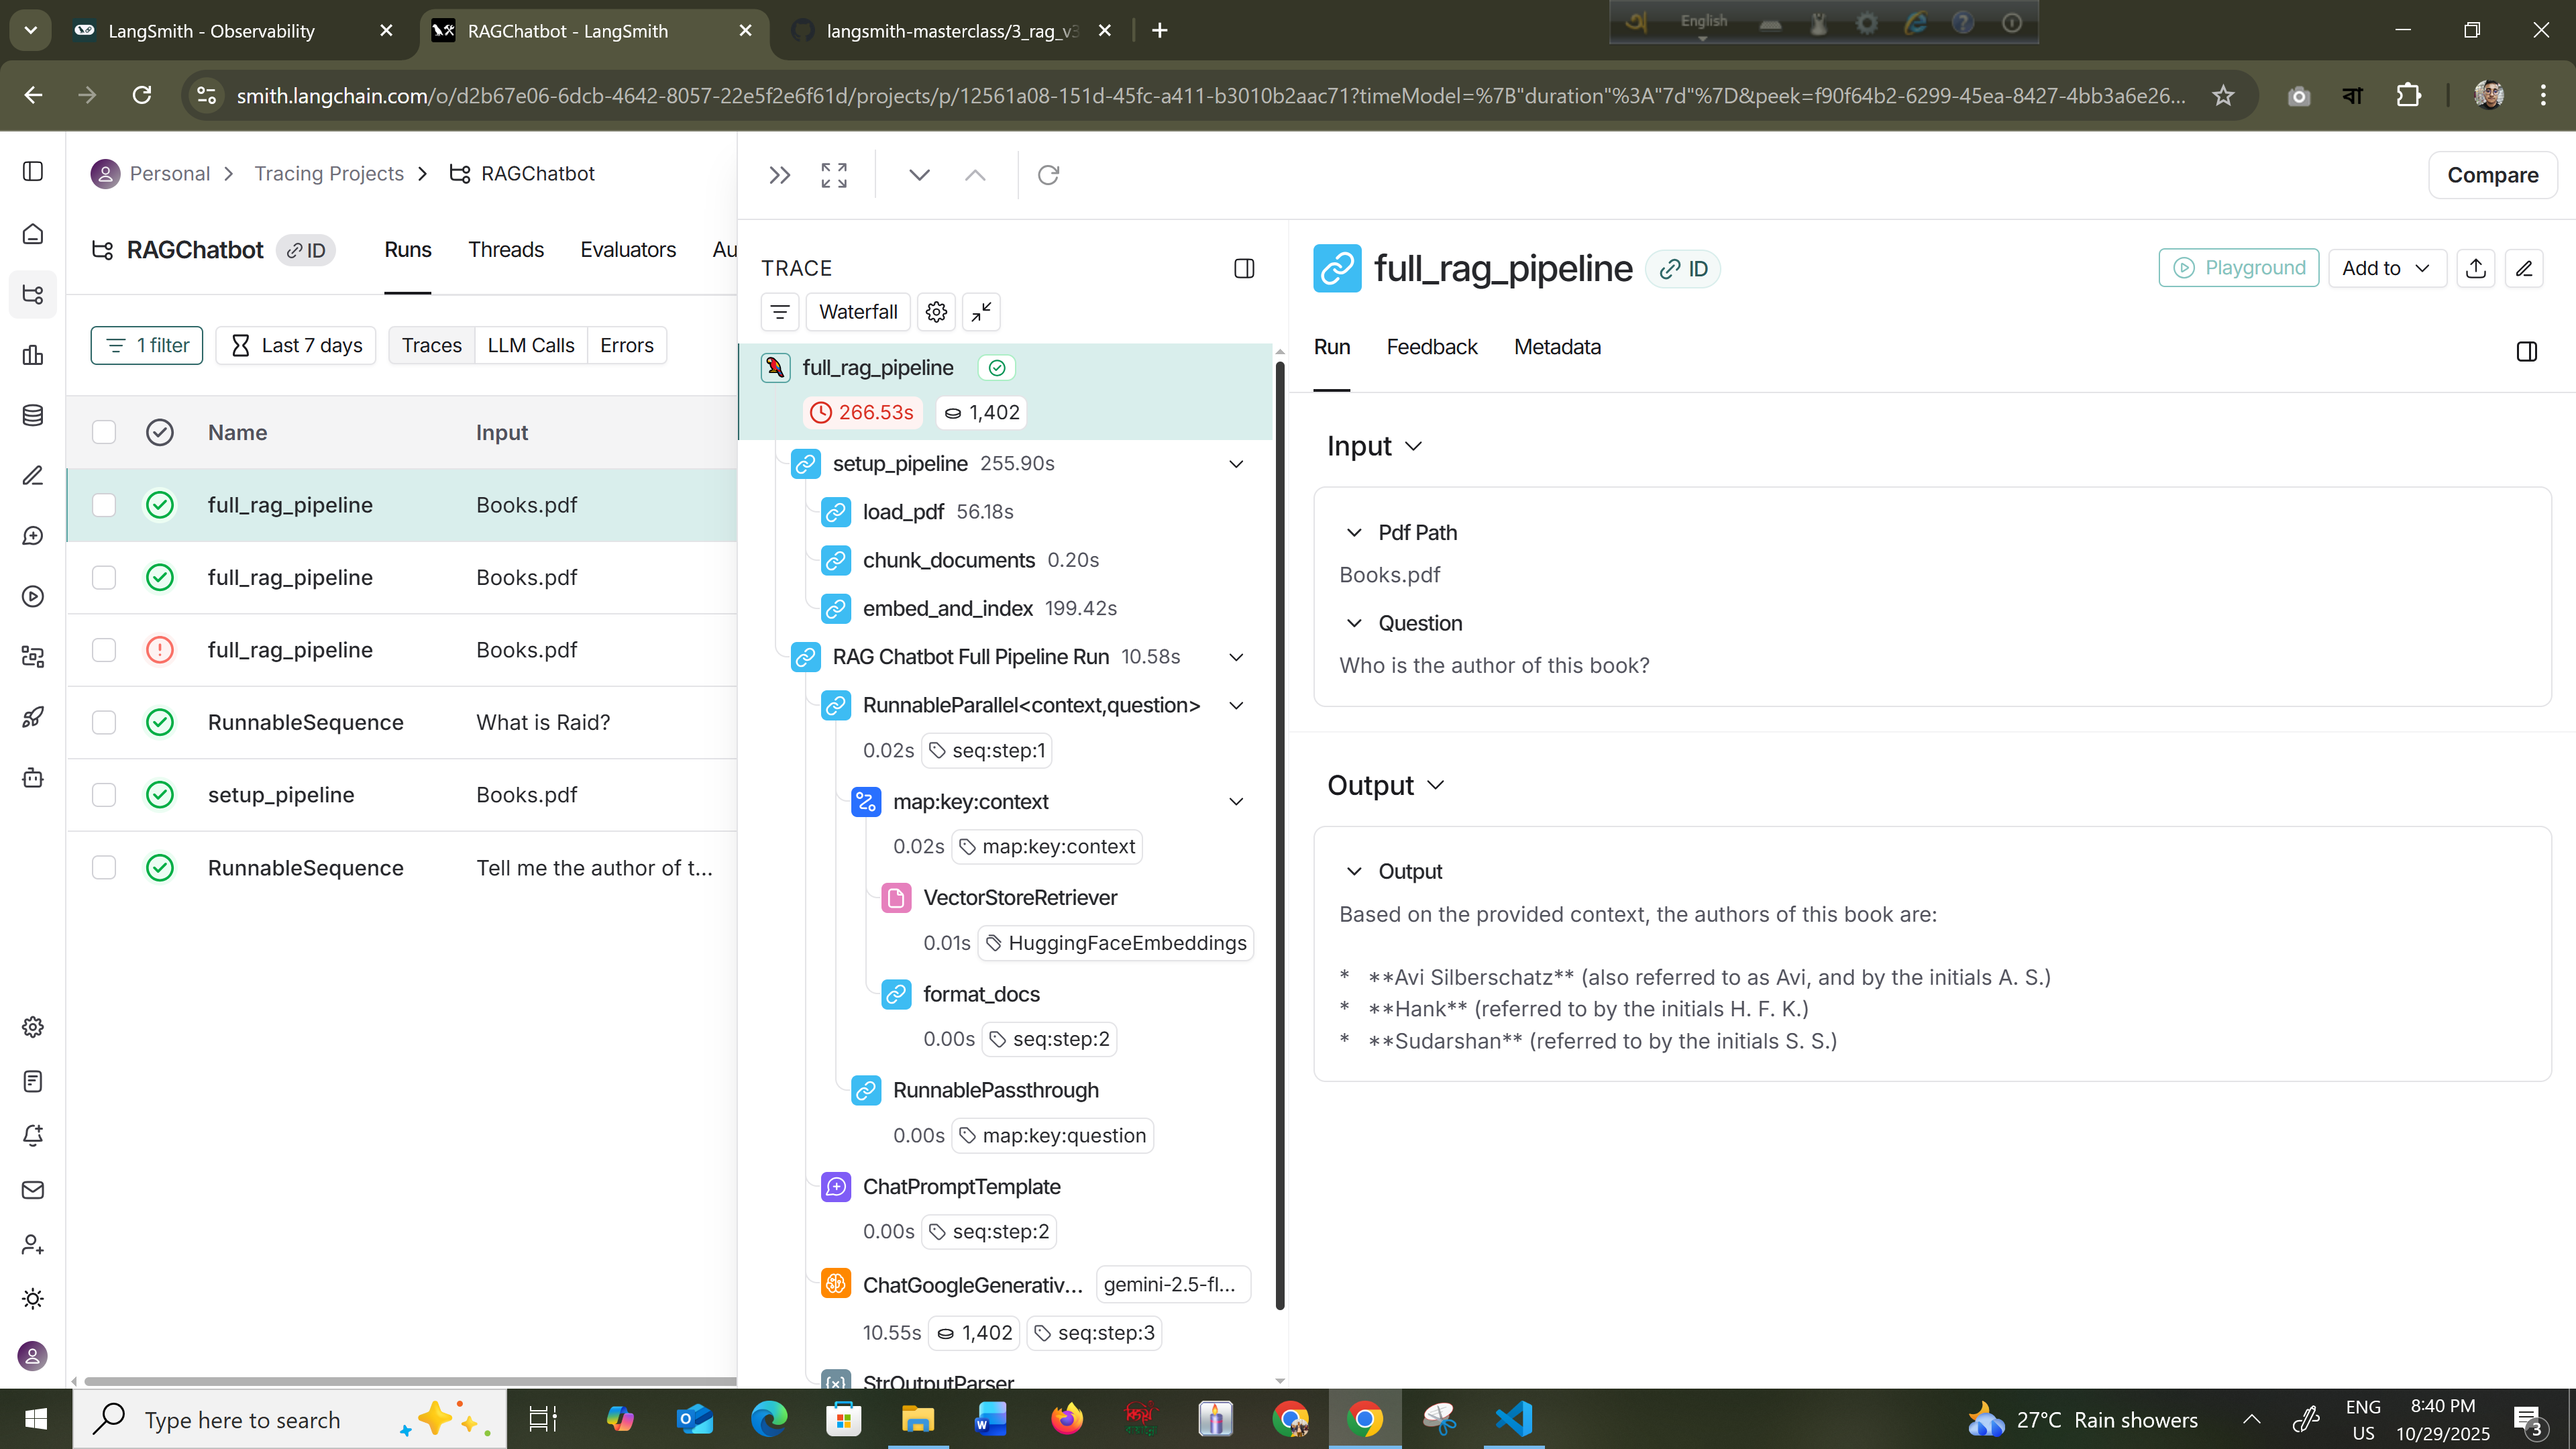 LangSmith - Observability
RAGChatbot - LangSmith
langsmith-masterclass/3_rag_v3
English
smith.langchain.com/o/d2b67e06-6dcb-4642-8057-22e5f2e6f61d/projects/p/12561a08-151d-45fc-a411-b3010b2aac71?timeModel=%7B"duration"%3A"7d"%7D&peek=f90f64b2-6299-45ea-8427-4bb3a6e26...
বা
Personal > Tracing Projects > RAGChatbot
Compare
RAGChatbot ID Runs Threads Evaluators Au
1 filter Last 7 days Traces LLM Calls Errors
Name Input
full_rag_pipeline Books.pdf
full_rag_pipeline Books.pdf
full_rag_pipeline Books.pdf
RunnableSequence What is Raid?
setup_pipeline Books.pdf
RunnableSequence Tell me the author of t...
TRACE
Waterfall
full_rag_pipeline
266.53s 1,402
setup_pipeline 255.90s
load_pdf 56.18s
chunk_documents 0.20s
embed_and_index 199.42s
RAG Chatbot Full Pipeline Run 10.58s
RunnableParallel<context,question>
0.02s seq:step:1
map:key:context
0.02s map:key:context
VectorStoreRetriever
0.01s HuggingFaceEmbeddings
format_docs
0.00s seq:step:2
RunnablePassthrough
0.00s map:key:question
ChatPromptTemplate
0.00s seq:step:2
ChatGoogleGenerativ... gemini-2.5-fl...
10.55s 1,402 seq:step:3
StrOutputParser
full_rag_pipeline ID
Playground Add to
Run Feedback Metadata
Input
Pdf Path
Books.pdf
Question
Who is the author of this book?
Output
Output
Based on the provided context, the authors of this book are:
* **Avi Silberschatz** (also referred to as Avi, and by the initials A. S.)
* **Hank** (referred to by the initials H. F. K.)
* **Sudarshan** (referred to by the initials S. S.)
Type here to search
27°C Rain showers
ENG
US
8:40 PM
10/29/2025
3